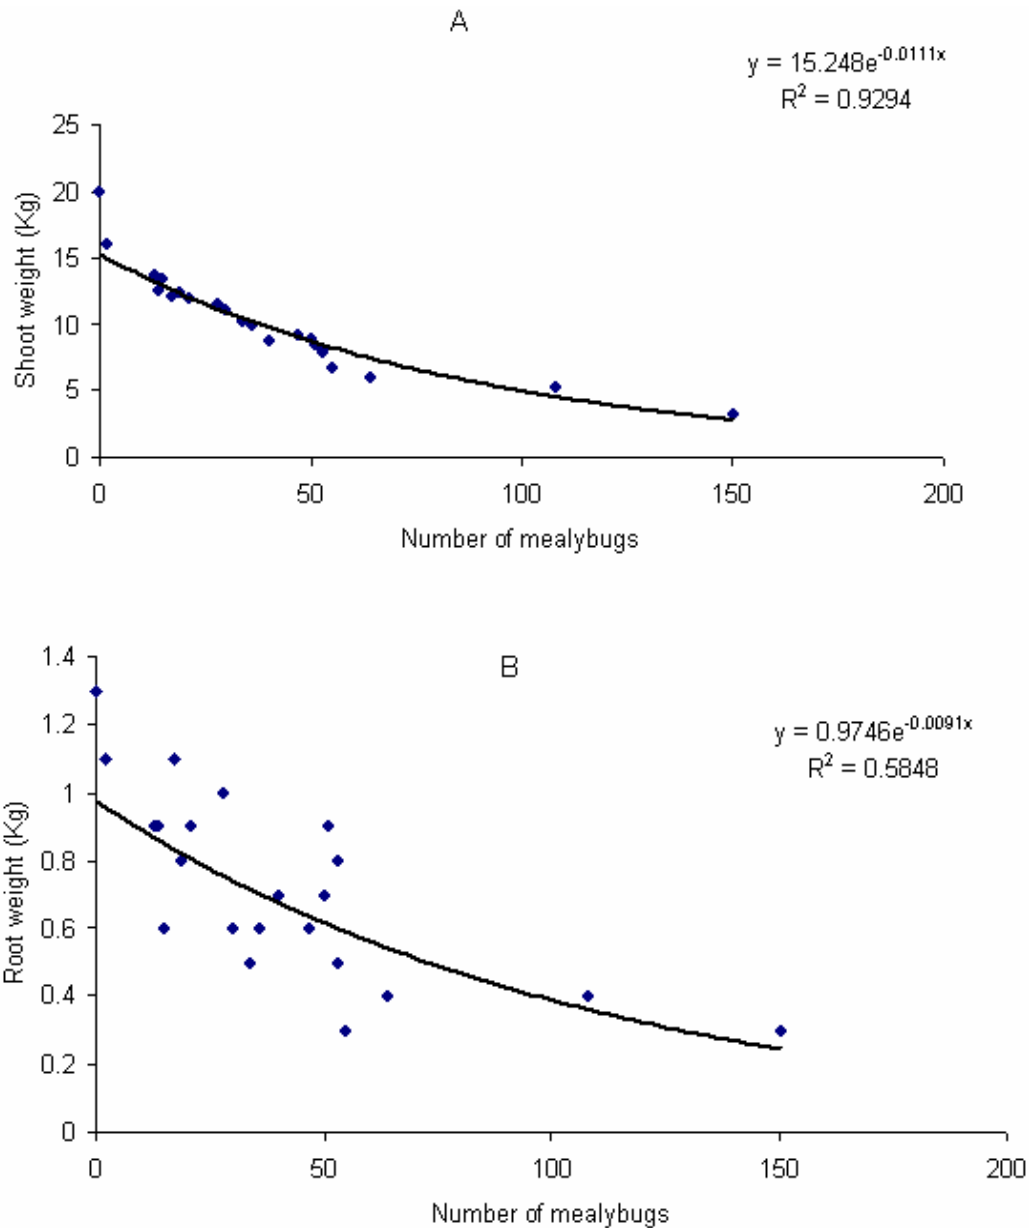 A
y = 15.248e^-0.0111x
R² = 0.9294
25
20
15
10
5
0
Shoot weight (Kg)
0 50 100 150 200
Number of mealybugs
B
y = 0.9746e^-0.0091x
R² = 0.5848
1.4
1.2
1
0.8
0.6
0.4
0.2
0
Root weight (Kg)
0 50 100 150 200
Number of mealybugs